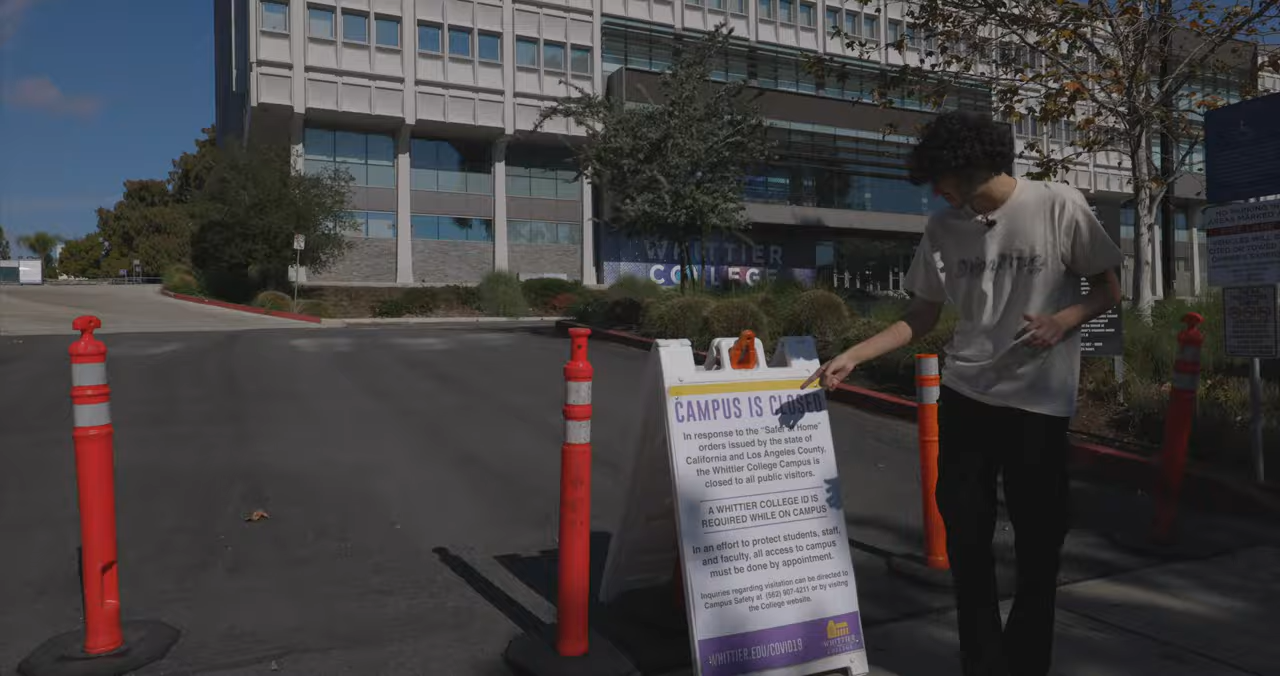 WHITTIER
COLLEGE
CAMPUS IS CLOSED
In response to the "Safer at Home"
orders issued by the state of
California and Los Angeles County,
the Whittier College Campus is
closed to all public visitors.
A WHITTIER COLLEGE ID IS
REQUIRED WHILE ON CAMPUS
In an effort to protect students, staff,
and faculty, all access to campus
must be done by appointment.
Inquiries regarding visitation can be directed to
Campus Safety at (562) 907-4211 or by visiting
the College website.
WHITTIER.EDU/COVID19
WHITTIER
COLLEGE
NO PARKING
AREAS MARKED